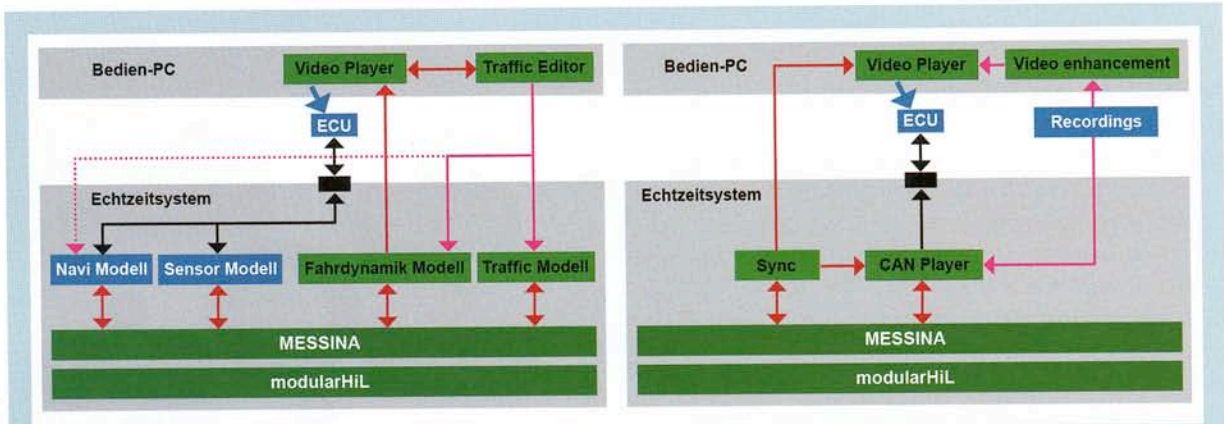 Bedien-PC
Video Player
Traffic Editor
ECU
Echtzeitsystem
Navi Modell
Sensor Modell
Fahrdynamik Modell
Traffic Modell
MESSINA
modularHiL
Bedien-PC
Video Player
Video enhancement
ECU
Recordings
Echtzeitsystem
Sync
CAN Player
MESSINA
modularHiL